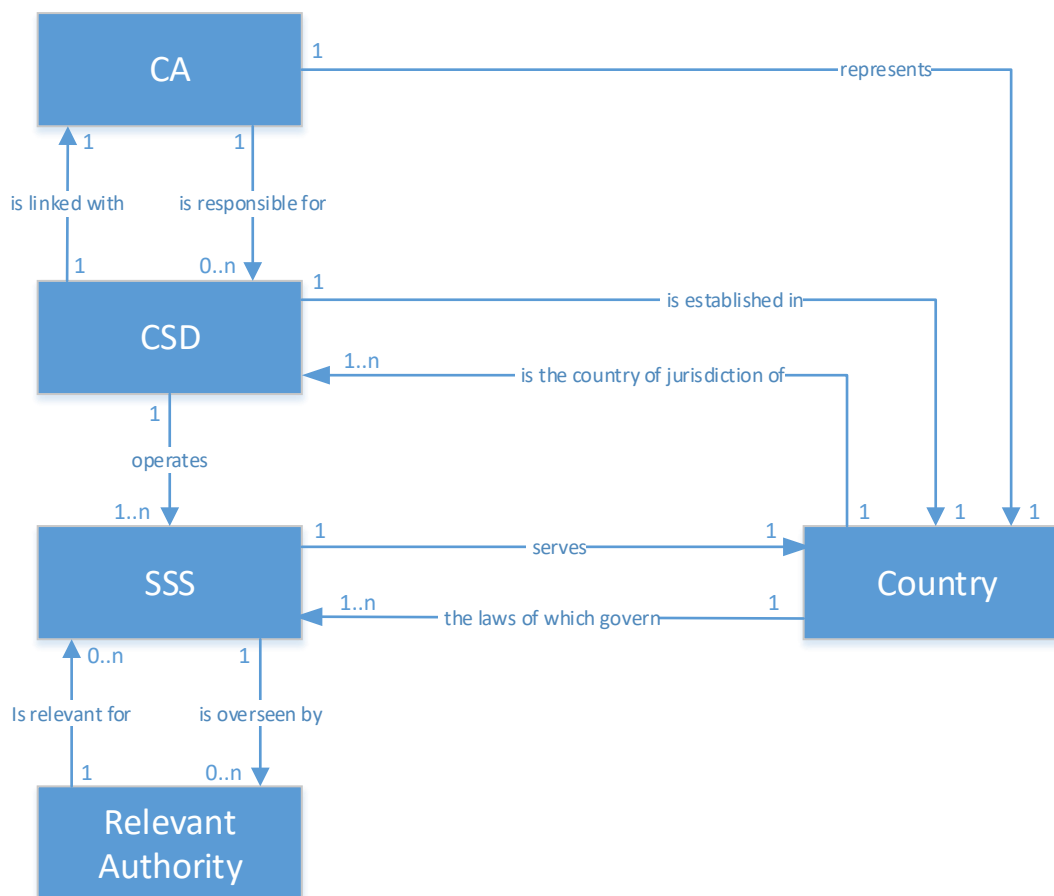 CA
1
represents
1
1
is linked with
is responsible for
1
0..n
1
CSD
is established in
1..n
is the country of jurisdiction of
1
operates
1..n
1
1
1
1
serves
1
SSS
Country
1..n
the laws of which govern
1
0..n
1
Is relevant for
is overseen by
1
0..n
Relevant
Authority